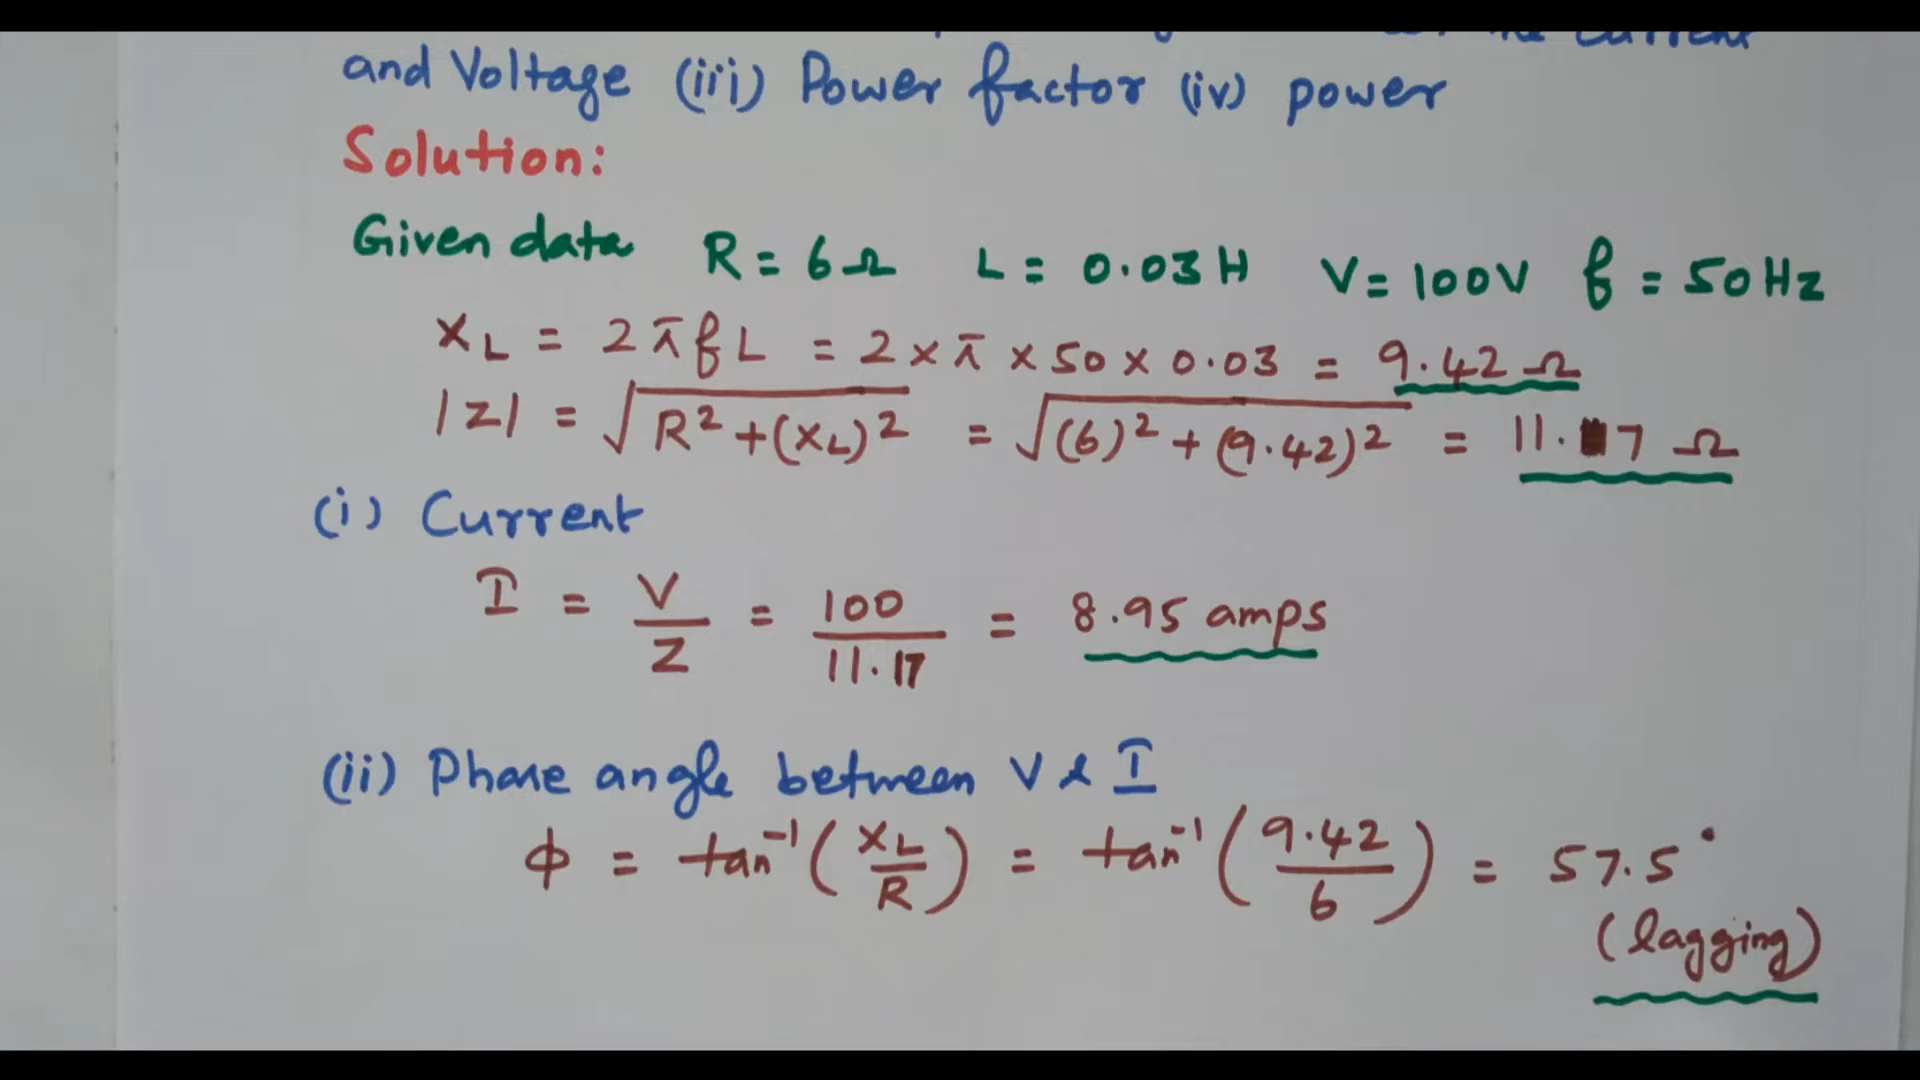 the current
and Voltage (iii) Power factor (iv) power
Solution:
Given data R = 6Ω L = 0.03H V = 100V f = 50Hz
XL = 2πfL = 2×π×50×0.03 = 9.42Ω
|Z| = √R²+(XL)² = √(6)²+(9.42)² = 11.17 Ω
(i) Current
I = V/Z = 100/11.17 = 8.95 amps
(ii) Phase angle between V & I
ϕ = tan⁻¹(XL/R) = tan⁻¹(9.42/6) = 57.5°
(lagging)